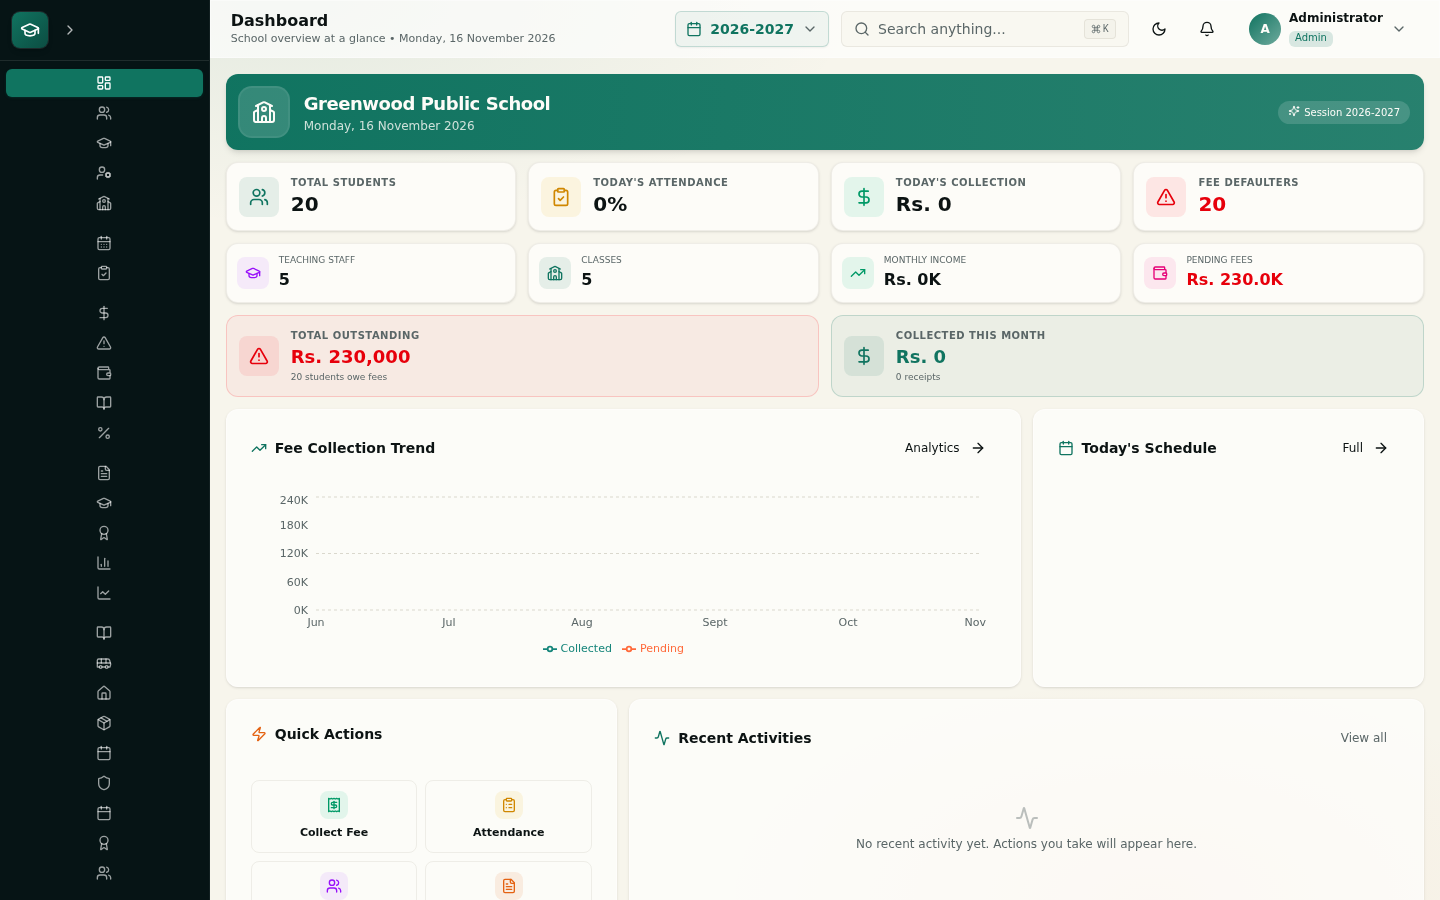 Dashboard
School overview at a glance • Monday, 16 November 2026
2026-2027
Search anything...
⌘K
A
Administrator
Admin
Greenwood Public School
Monday, 16 November 2026
Session 2026-2027
TOTAL STUDENTS
20
TODAY'S ATTENDANCE
0%
TODAY'S COLLECTION
Rs. 0
FEE DEFAULTERS
20
TEACHING STAFF
5
CLASSES
5
MONTHLY INCOME
Rs. 0K
PENDING FEES
Rs. 230.0K
TOTAL OUTSTANDING
Rs. 230,000
20 students owe fees
COLLECTED THIS MONTH
Rs. 0
0 receipts
Fee Collection Trend
Analytics
240K
180K
120K
60K
0K
Jun Jul Aug Sept Oct Nov
Collected Pending
Today's Schedule
Full
Quick Actions
Collect Fee
Attendance
Recent Activities
View all
No recent activity yet. Actions you take will appear here.